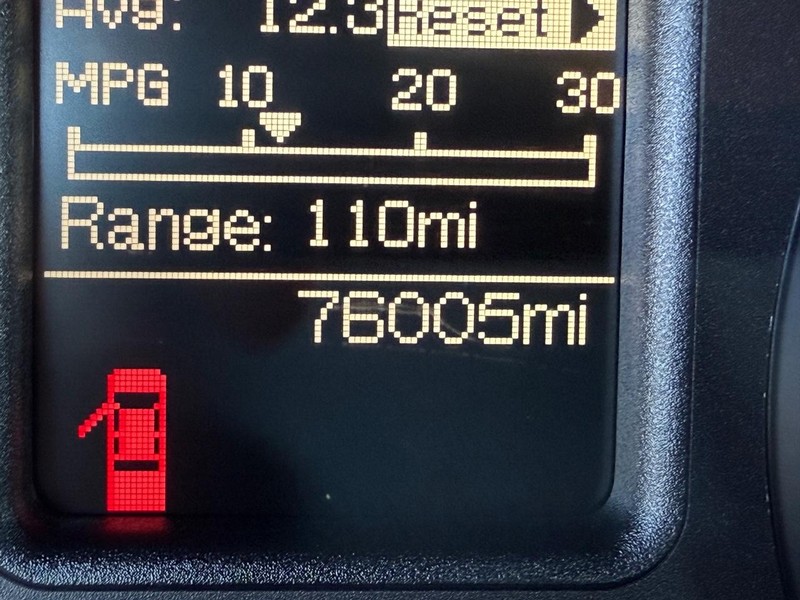 Avg: 12.3 Reset
MPG 10 20 30
Range: 110mi
76005mi